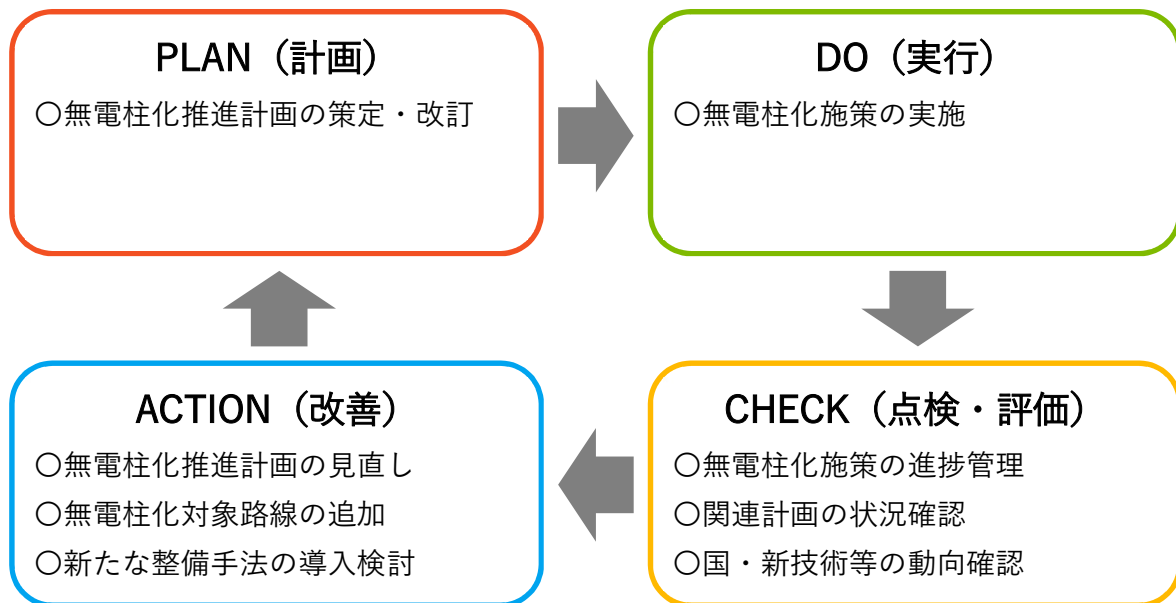 PLAN（計画）
〇無電柱化推進計画の策定・改訂
DO（実行）
〇無電柱化施策の実施
ACTION（改善）
〇無電柱化推進計画の見直し
〇無電柱化対象路線の追加
〇新たな整備手法の導入検討
CHECK（点検・評価）
〇無電柱化施策の進捗管理
〇関連計画の状況確認
〇国・新技術等の動向確認